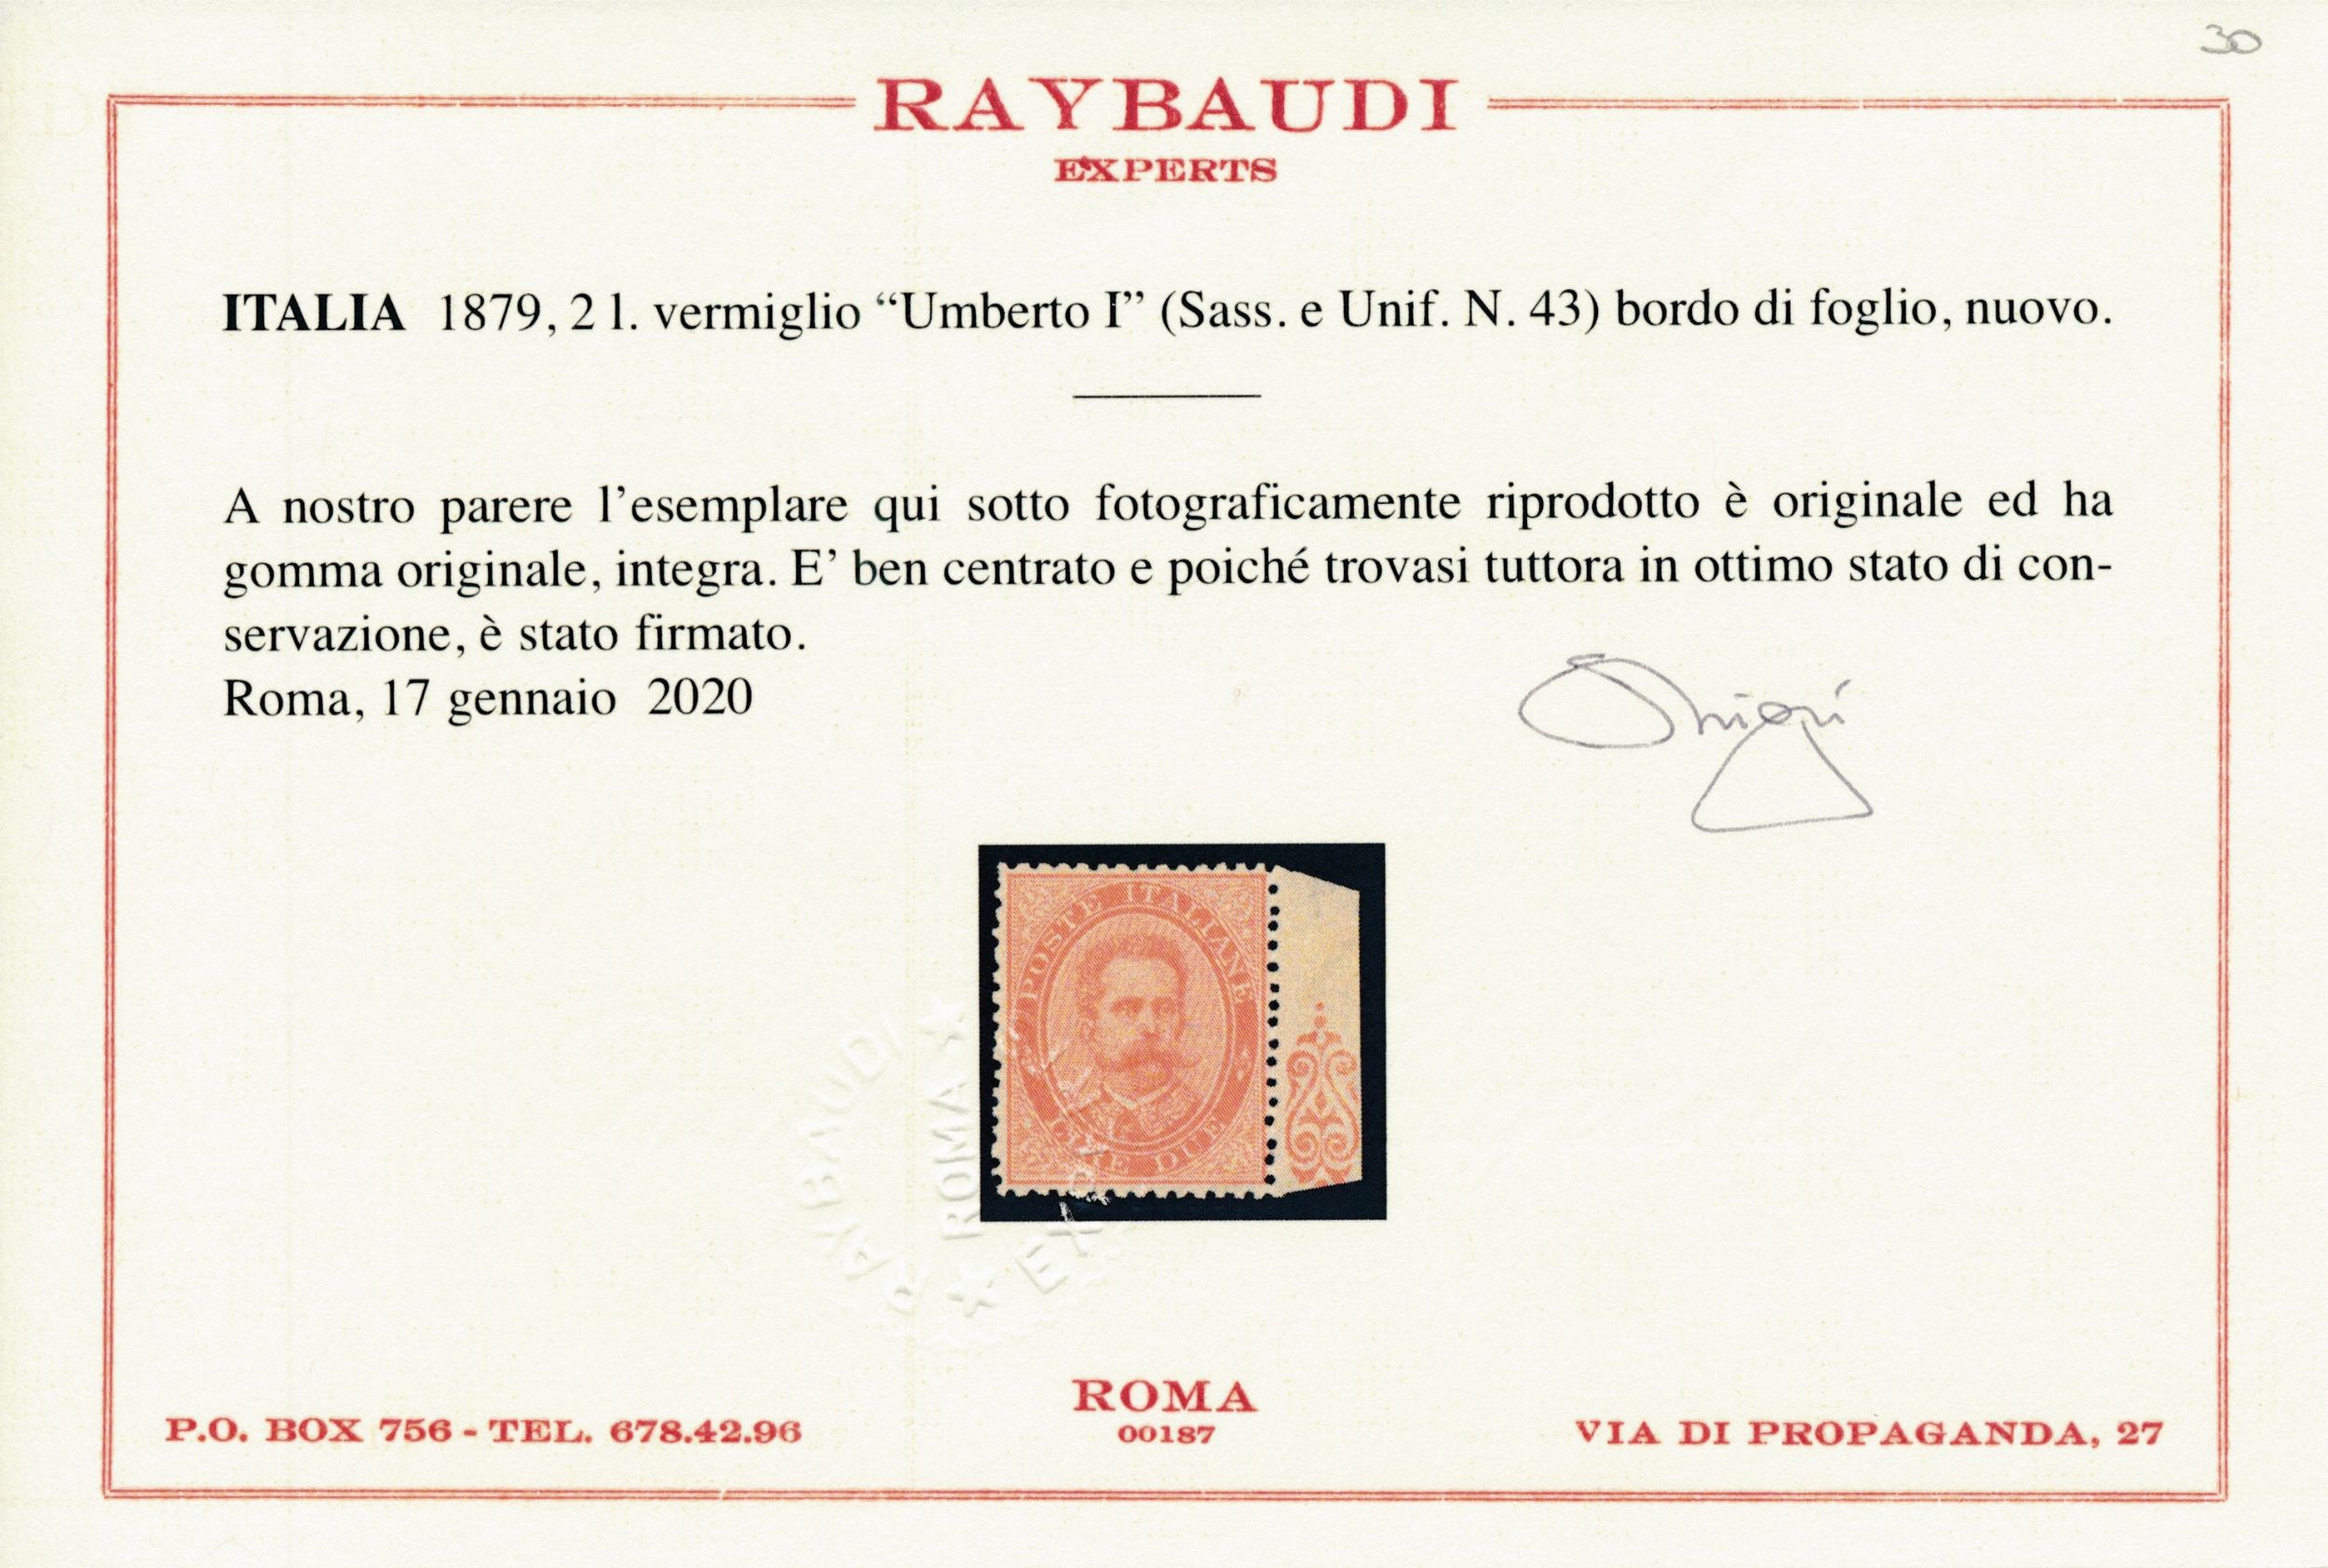 30
RAYBAUDI
EXPERTS
ITALIA 1879, 2 l. vermiglio “Umberto I” (Sass. e Unif. N. 43) bordo di foglio, nuovo.
A nostro parere l’esemplare qui sotto fotograficamente riprodotto è originale ed ha
gomma originale, integra. E’ ben centrato e poiché trovasi tuttora in ottimo stato di con-
servazione, è stato firmato.
Roma, 17 gennaio 2020
POSTE ITALIANE
LIRE DUE
RAYBAUDI
ROMA
ROMA
00187
P.O. BOX 756 - TEL. 678.42.96
VIA DI PROPAGANDA, 27